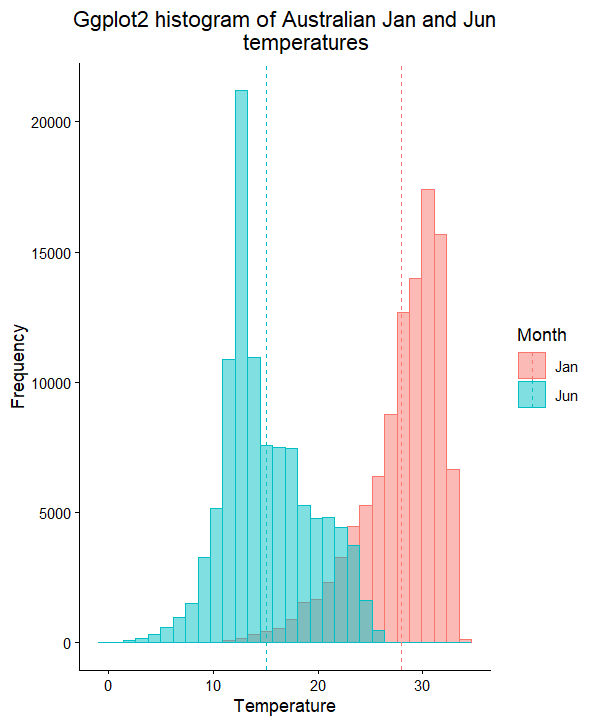 Ggplot2 histogram of Australian Jan and Jun
temperatures
20000
15000
10000
5000
0
Frequency
0 10 20 30
Temperature
Month
Jan
Jun